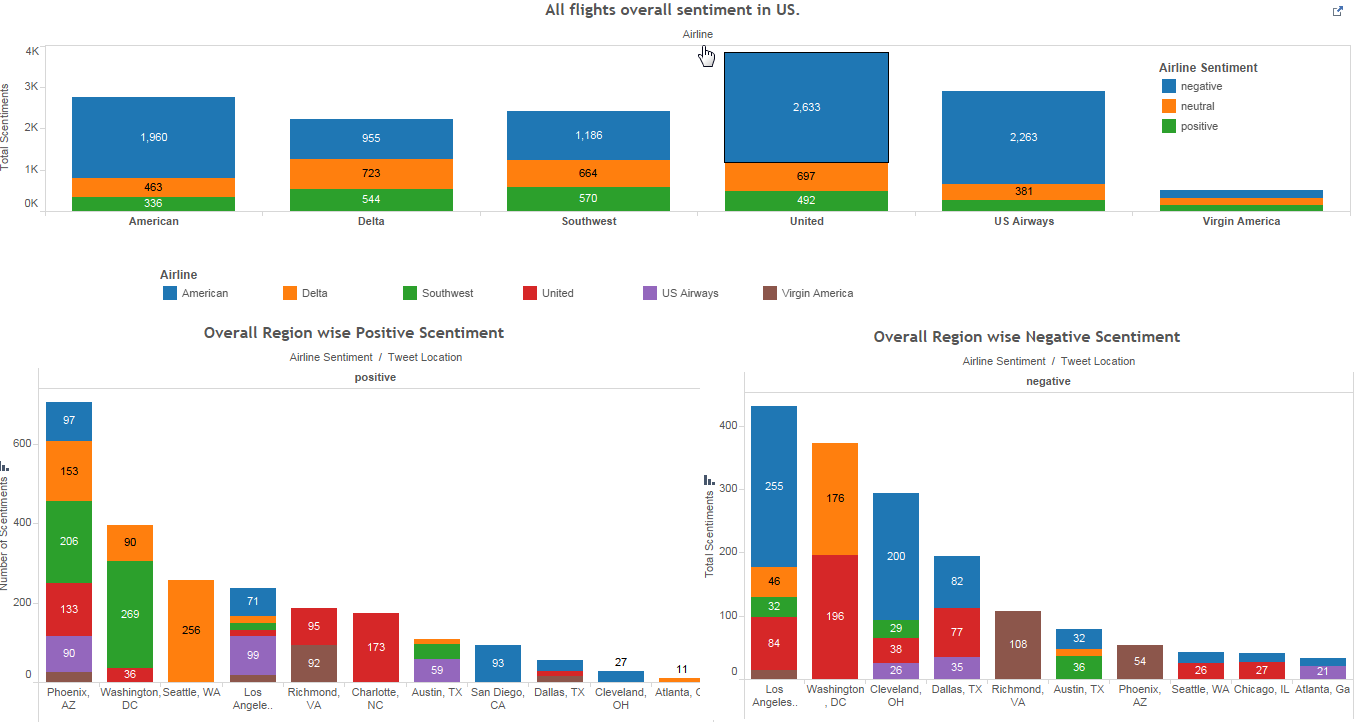 All flights overall sentiment in US.
Airline
4K
3K
2K
1K
0K
Total Scentiments
1,960
463
336
955
723
544
1,186
664
570
2,633
697
492
2,263
381
American
Delta
Southwest
United
US Airways
Virgin America
Airline Sentiment
negative
neutral
positive
Airline
American
Delta
Southwest
United
US Airways
Virgin America
Overall Region wise Positive Scentiment
Airline Sentiment / Tweet Location
positive
600
400
200
0
Number of Scentiments
97
153
206
133
90
90
269
36
256
71
99
95
92
173
59
93
27
11
Phoenix, AZ
Washington, DC
Seattle, WA
Los Angele..
Richmond, VA
Charlotte, NC
Austin, TX
San Diego, CA
Dallas, TX
Cleveland, OH
Atlanta,
Overall Region wise Negative Scentiment
Airline Sentiment / Tweet Location
negative
400
300
200
100
0
Total Scentiments
255
46
32
84
176
196
200
29
38
26
82
77
35
108
32
36
54
26
27
21
Los Angeles..
Washington, DC
Cleveland, OH
Dallas, TX
Richmond, VA
Austin, TX
Phoenix, AZ
Seattle, WA
Chicago, IL
Atlanta, Ga